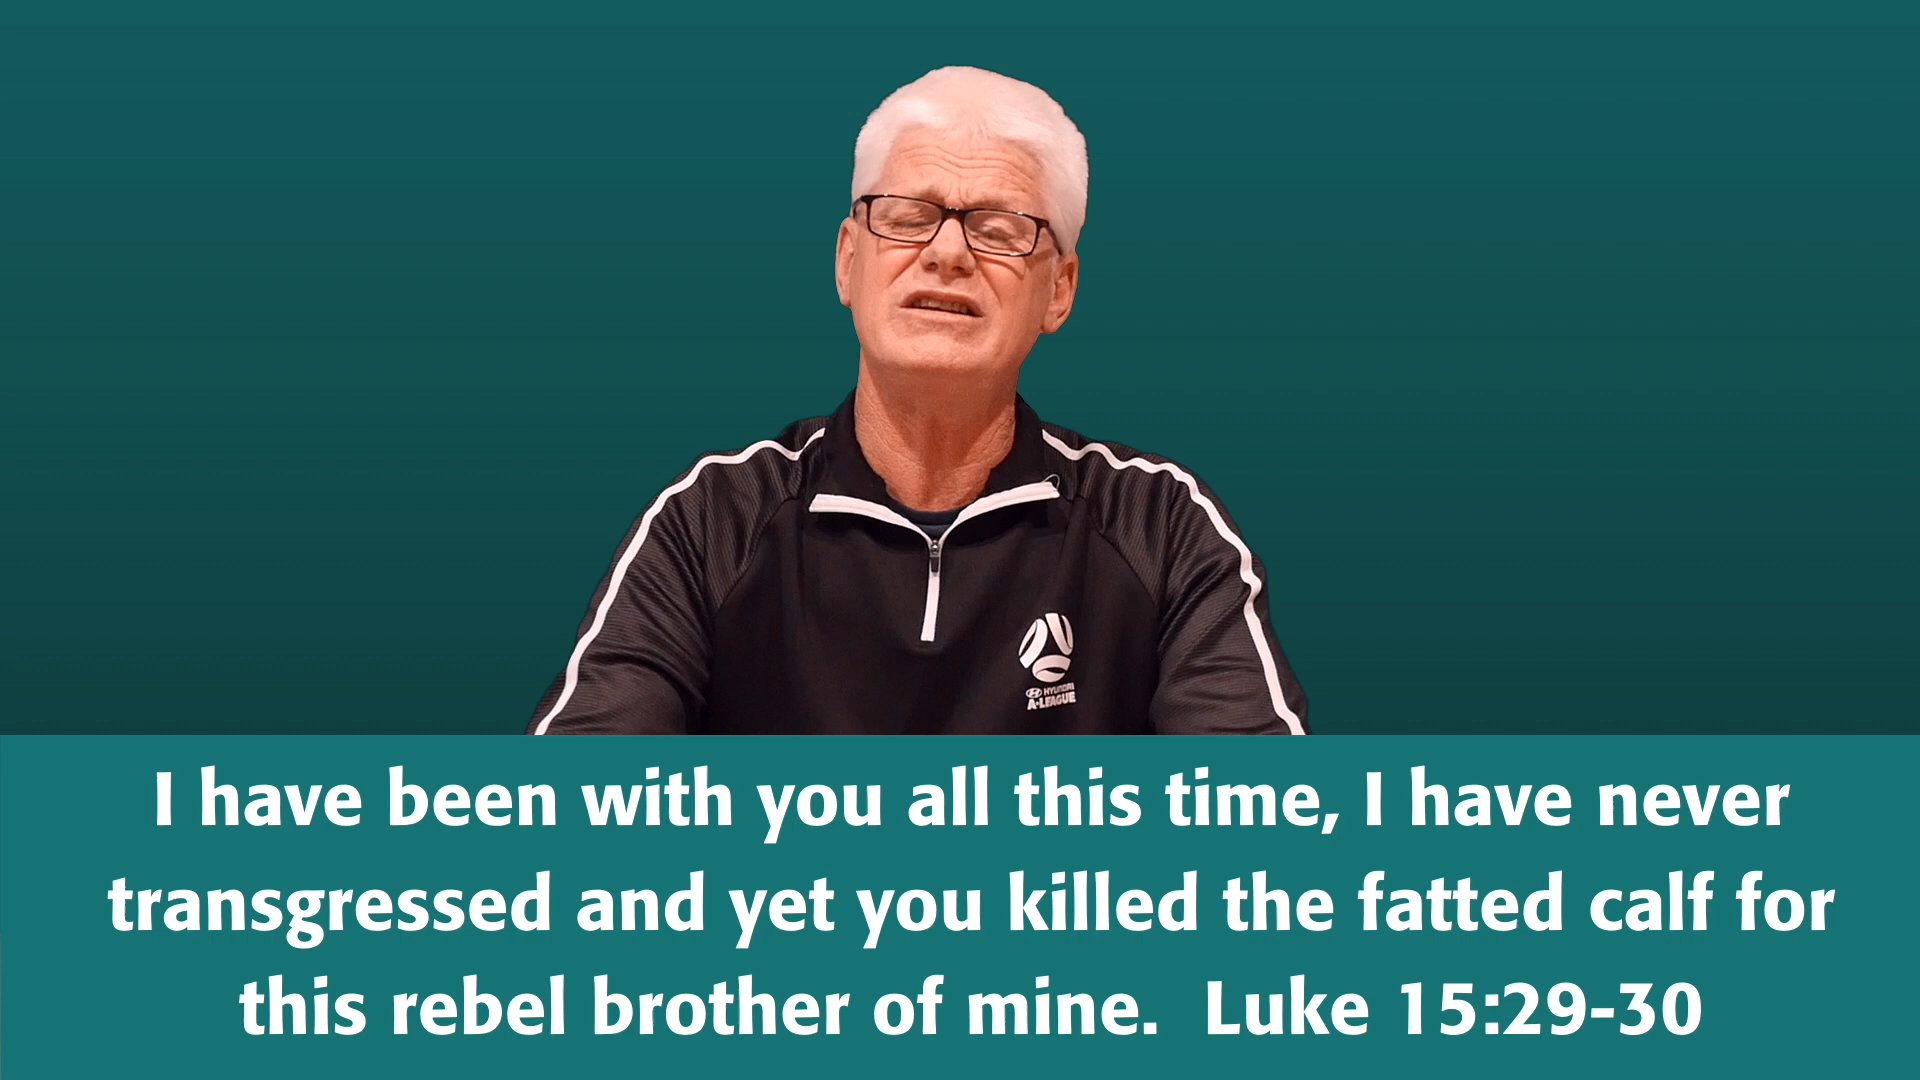 HYUNDAI
A-LEAGUE
I have been with you all this time, I have never
transgressed and yet you killed the fatted calf for
this rebel brother of mine.  Luke 15:29-30